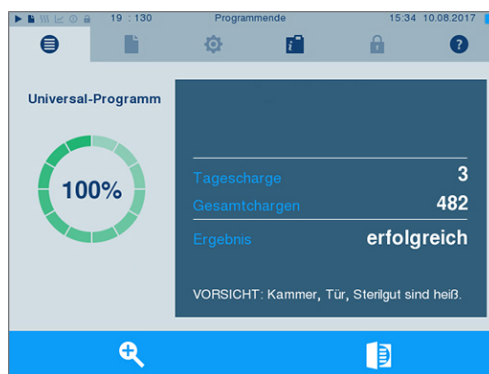 19 : 130 Programmende 15:34 10.08.2017
Universal-Programm
100%
Tagescharge 3
Gesamtchargen 482
Ergebnis erfolgreich
VORSICHT: Kammer, Tür, Sterilgut sind heiß.